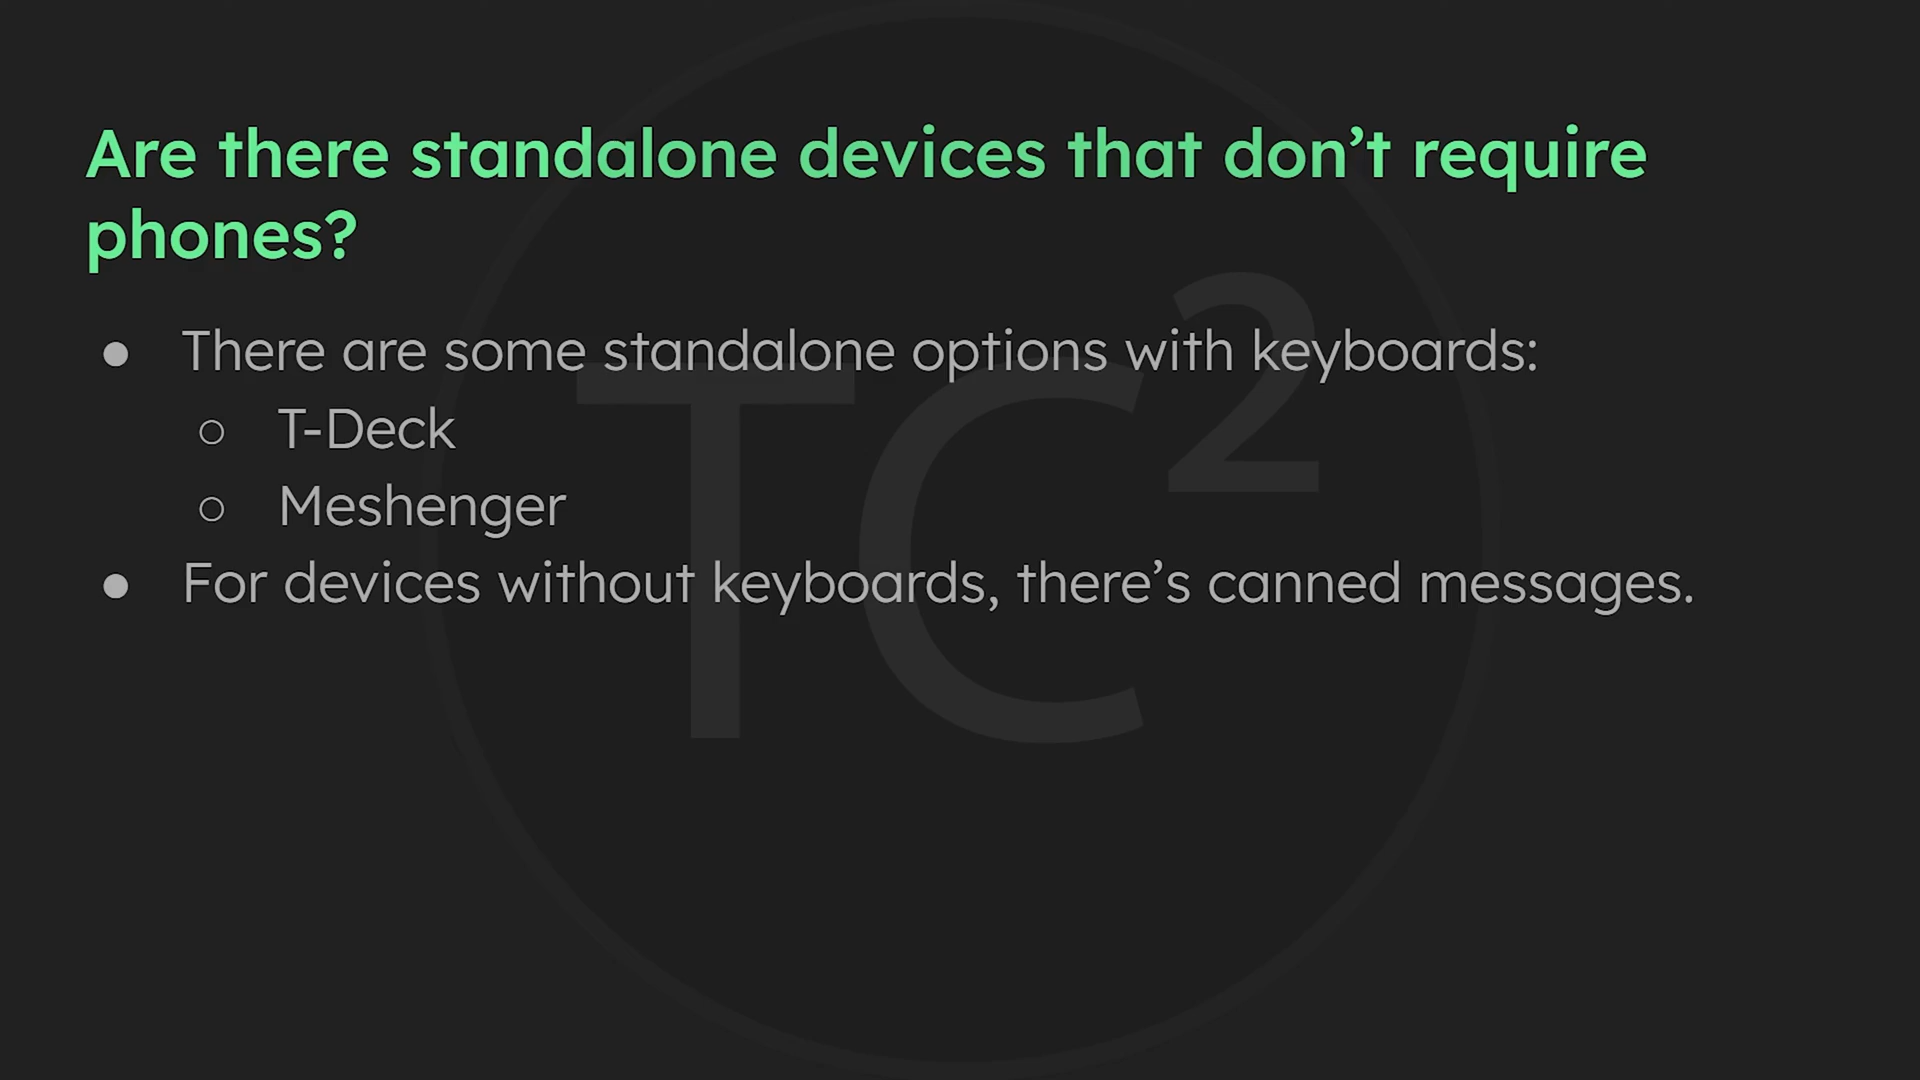 Are there standalone devices that don’t require
phones?
● There are some standalone options with keyboards:
○ T-Deck
○ Meshenger
● For devices without keyboards, there’s canned messages.
TC²